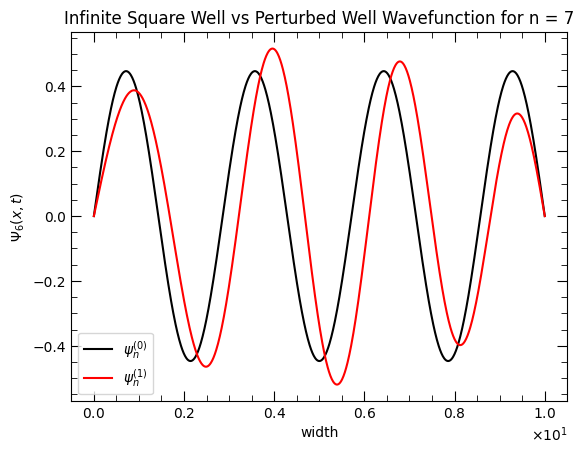 Infinite Square Well vs Perturbed Well Wavefunction for n = 7
Ψ₆(x, t)
0.4
0.2
0.0
−0.2
−0.4
ψₙ⁽⁰⁾
ψₙ⁽¹⁾
0.0 0.2 0.4 0.6 0.8 1.0
width
×10¹